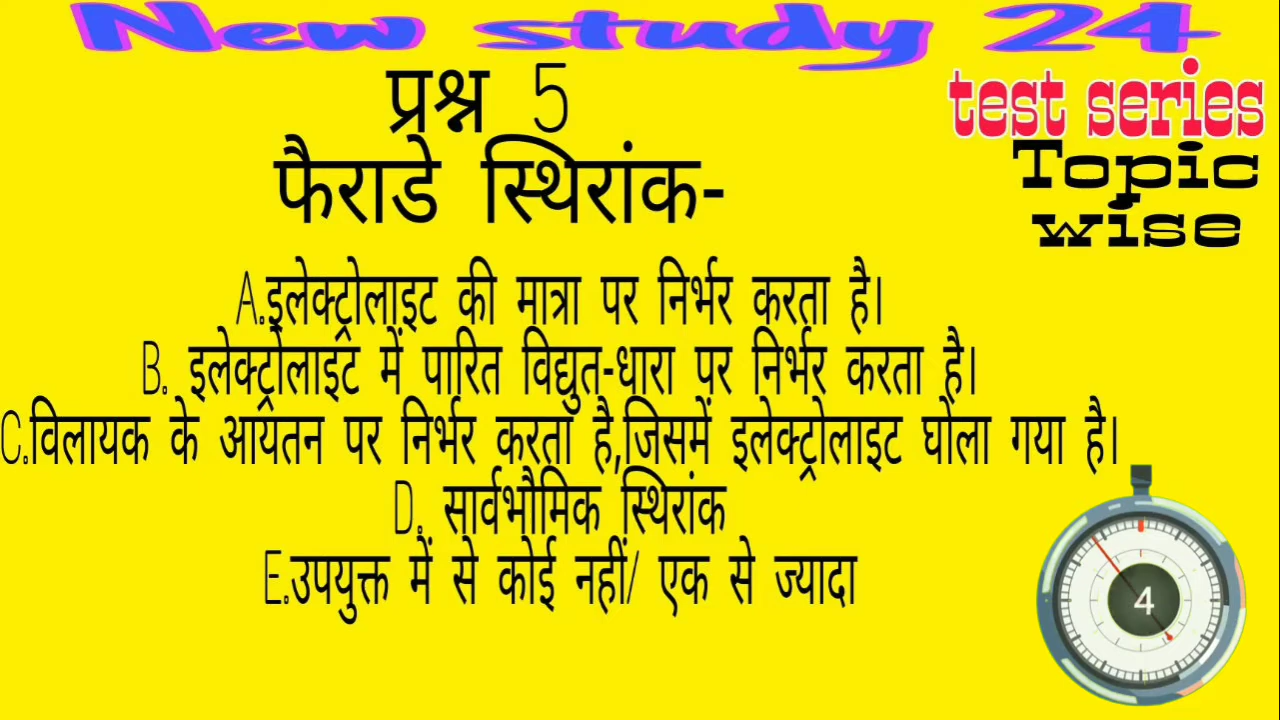 New study 24
test series
Topic
wise
प्रश्न 5
फैराडे स्थिरांक-
A.इलेक्ट्रोलाइट की मात्रा पर निर्भर करता है।
B. इलेक्ट्रोलाइट में पारित विद्युत-धारा पर निर्भर करता है।
C.विलायक के आयतन पर निर्भर करता है,जिसमें इलेक्ट्रोलाइट घोला गया है।
D. सार्वभौमिक स्थिरांक
E.उपयुक्त में से कोई नहीं/ एक से ज्यादा
4